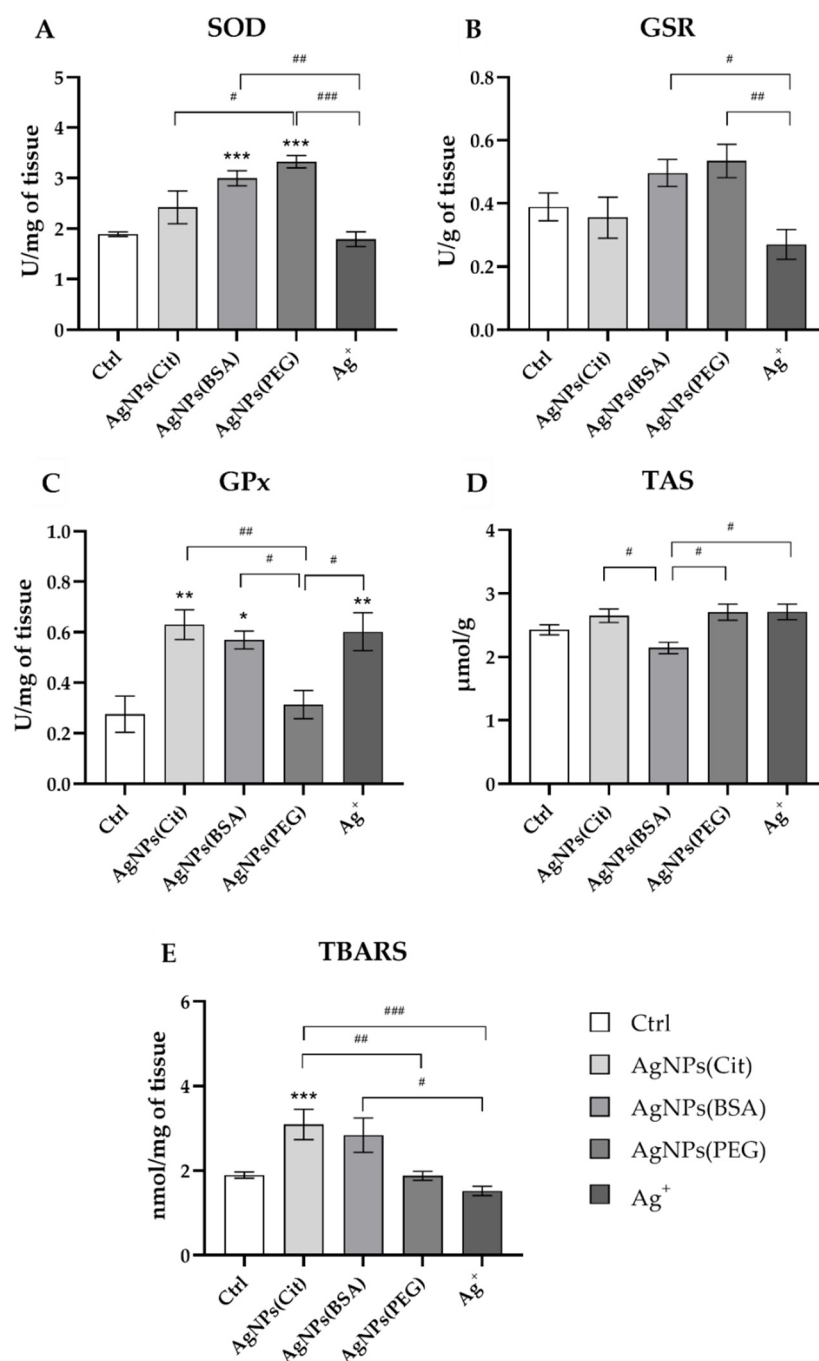 A SOD
U/mg of tissue
5
4
3
2
1
0
##
#
###
***
***
Ctrl
AgNPs(Cit)
AgNPs(BSA)
AgNPs(PEG)
Ag×
B GSR
U/g of tissue
0.8
0.6
0.4
0.2
0.0
#
##
Ctrl
AgNPs(Cit)
AgNPs(BSA)
AgNPs(PEG)
Ag×
C GPx
U/mg of tissue
1.0
0.8
0.6
0.4
0.2
0.0
##
#
#
**
*
**
Ctrl
AgNPs(Cit)
AgNPs(BSA)
AgNPs(PEG)
Ag×
D TAS
μmol/g
4
3
2
1
0
#
#
#
Ctrl
AgNPs(Cit)
AgNPs(BSA)
AgNPs(PEG)
Ag×
E TBARS
nmol/mg of tissue
6
4
2
0
###
##
#
***
Ctrl
AgNPs(Cit)
AgNPs(BSA)
AgNPs(PEG)
Ag×
Ctrl
AgNPs(Cit)
AgNPs(BSA)
AgNPs(PEG)
Ag+